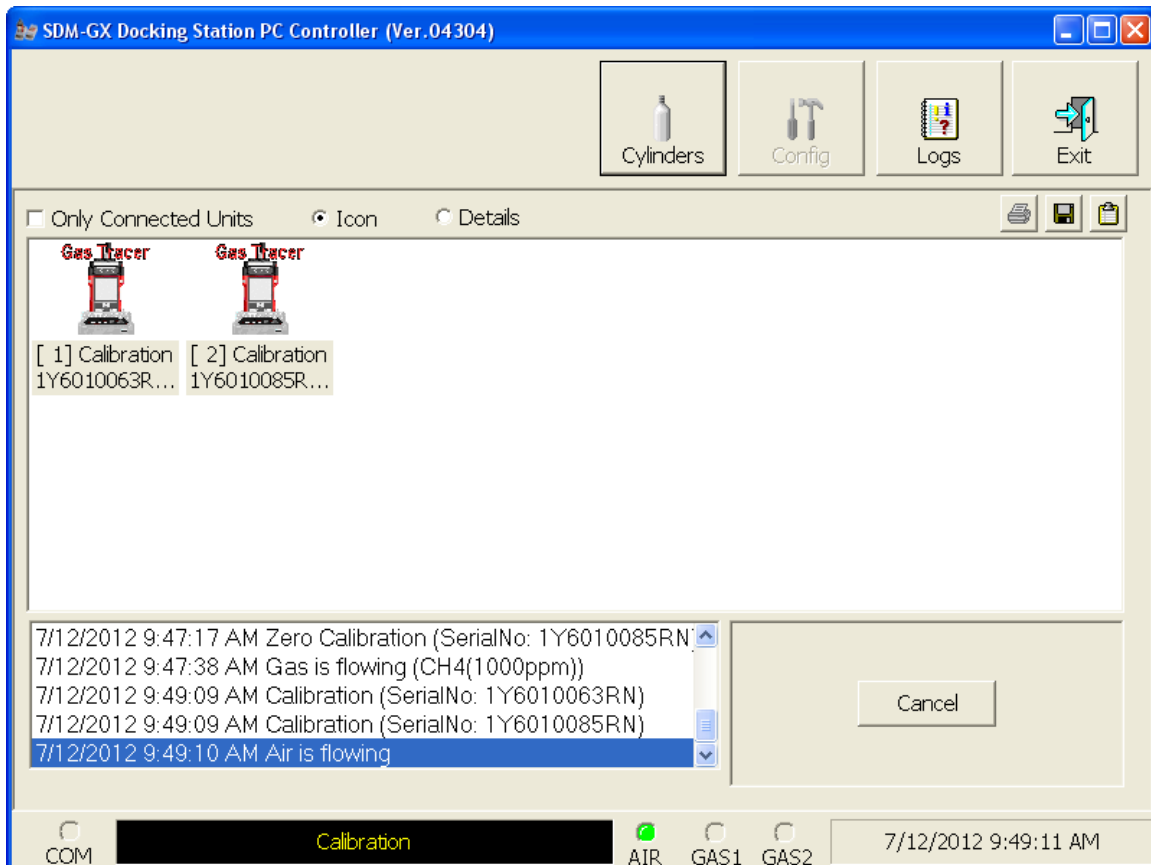 SDM-GX Docking Station PC Controller (Ver.04304)
Cylinders
Config
Logs
Exit
Only Connected Units
Icon
Details
Gas Tracer
Gas Tracer
[ 1] Calibration
1Y6010063R...
[ 2] Calibration
1Y6010085R...
7/12/2012 9:47:17 AM Zero Calibration (SerialNo: 1Y6010085RN)
7/12/2012 9:47:38 AM Gas is flowing (CH4(1000ppm))
7/12/2012 9:49:09 AM Calibration (SerialNo: 1Y6010063RN)
7/12/2012 9:49:09 AM Calibration (SerialNo: 1Y6010085RN)
7/12/2012 9:49:10 AM Air is flowing
Cancel
COM
Calibration
AIR
GAS1
GAS2
7/12/2012 9:49:11 AM